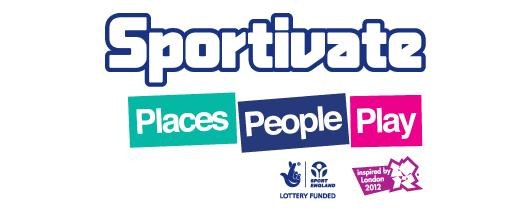 Sportivate
Places People Play
SPORT ENGLAND
LOTTERY FUNDED
inspired by
London
2012